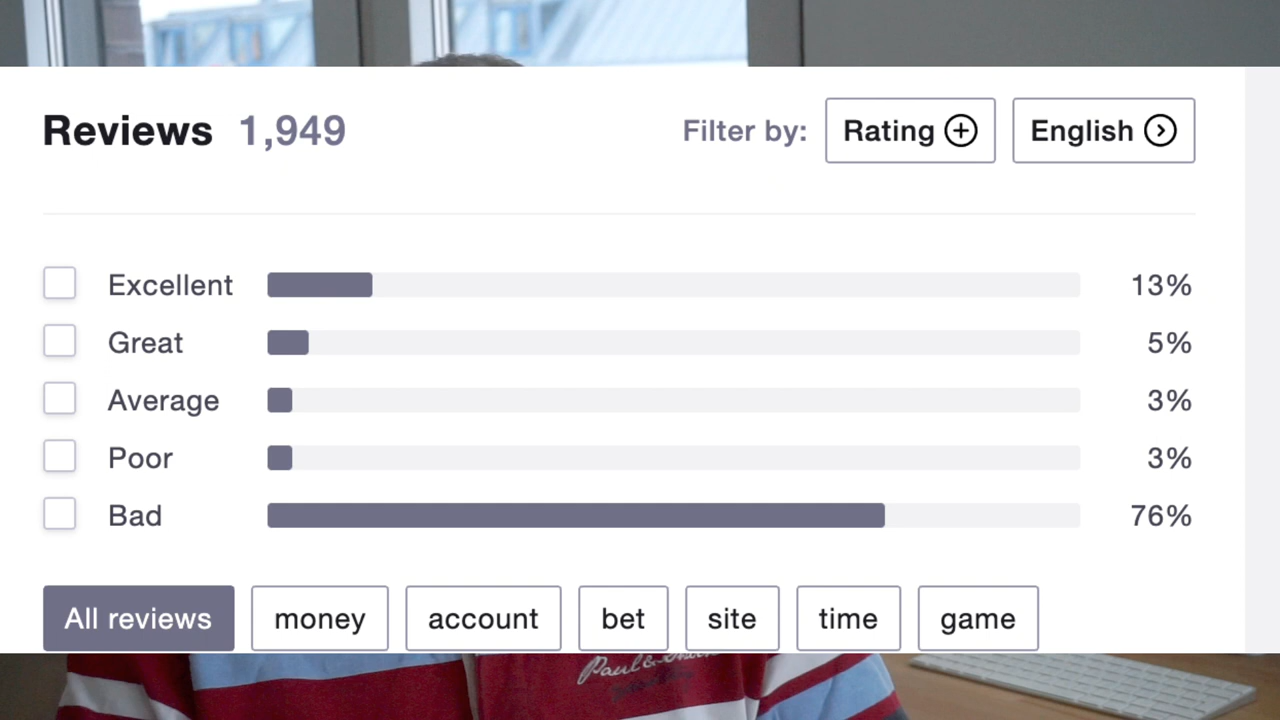 Reviews 1,949 Filter by: Rating English
Excellent 13%
Great 5%
Average 3%
Poor 3%
Bad 76%
All reviews money account bet site time game